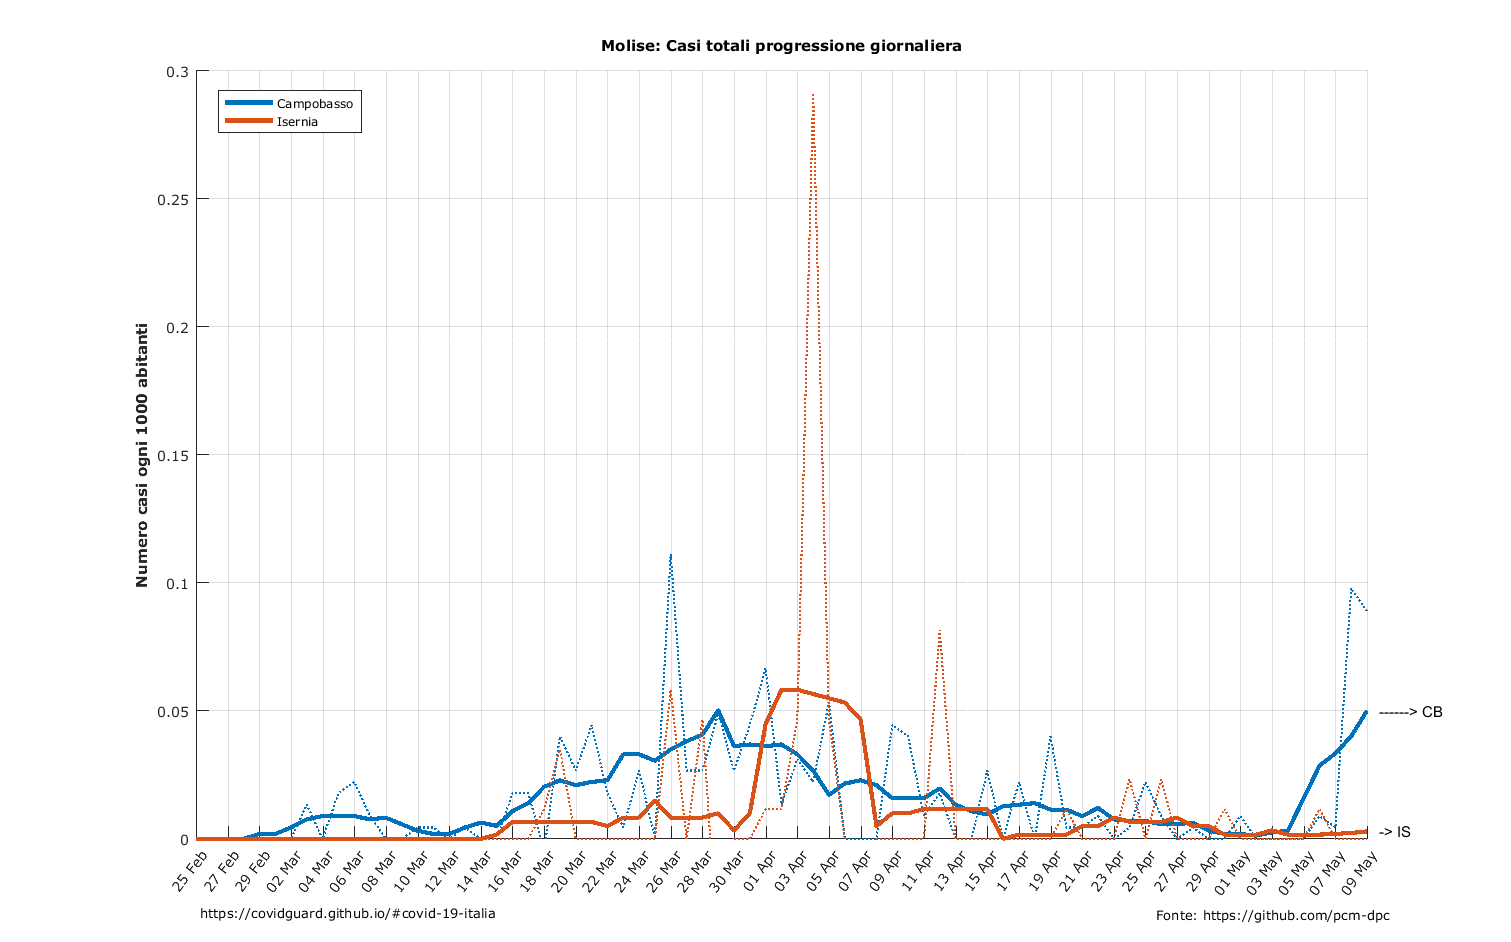 Molise: Casi totali progressione giornaliera
Campobasso
Isernia
Numero casi ogni 1000 abitanti
0.3
0.25
0.2
0.15
0.1
0.05
0
25 Feb
27 Feb
29 Feb
02 Mar
04 Mar
06 Mar
08 Mar
10 Mar
12 Mar
14 Mar
16 Mar
18 Mar
20 Mar
22 Mar
24 Mar
26 Mar
28 Mar
30 Mar
01 Apr
03 Apr
05 Apr
07 Apr
09 Apr
11 Apr
13 Apr
15 Apr
17 Apr
19 Apr
21 Apr
23 Apr
25 Apr
27 Apr
29 Apr
01 May
03 May
05 May
07 May
09 May
------> CB
-> IS
https://covidguard.github.io/#covid-19-italia
Fonte: https://github.com/pcm-dpc